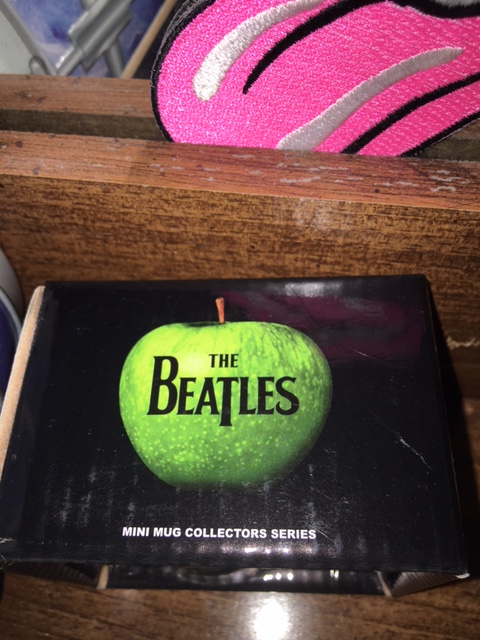 THE
BEATLES
MINI MUG COLLECTORS SERIES